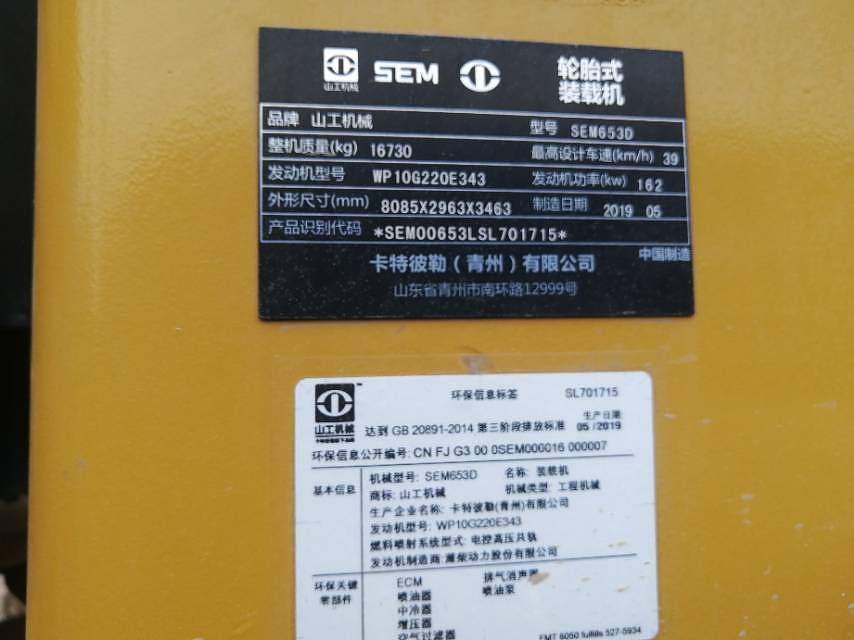 山工机械 SEM 轮胎式
装载机
品牌 山工机械 型号 SEM653D
整机质量(kg) 16730 最高设计车速(km/h) 39
发动机型号 WP10G220E343 发动机功率(kw) 162
外形尺寸(mm) 8085X2963X3463 制造日期 2019 05
产品识别代码 *SEM00653LSL701715*
中国制造
卡特彼勒(青州)有限公司
山东省青州市南环路12999号
环保信息标签 SL701715
山工机械 生产日期:
达到 GB 20891-2014 第三阶段排放标准 05/2019
环保信息公开编号: CN FJ G3 00 0SEM000016 000007
基本信息
机械型号: SEM653D 名称: 装载机
商标: 山工机械 机械类型: 工程机械
生产企业名称: 卡特彼勒(青州)有限公司
发动机型号: WP10G220E343
燃料喷射系统型式: 电控高压共轨
发动机制造商: 潍柴动力股份有限公司
环保关键
零部件
ECM 排气消声器
喷油器 喷油泵
中冷器
增压器
空气过滤器
EMT 6050 fulfills 527-5934